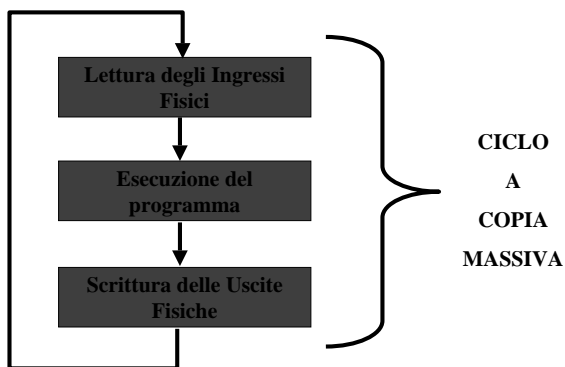 Lettura degli Ingressi
Fisici
Esecuzione del
programma
Scrittura delle Uscite
Fisiche
CICLO
A
COPIA
MASSIVA